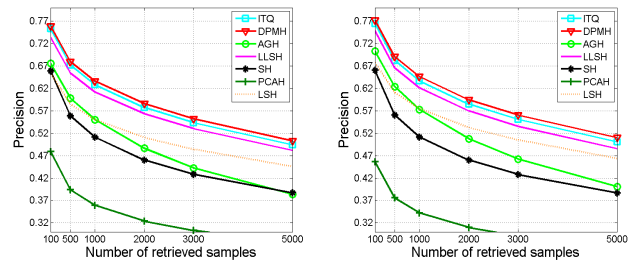 0.77
0.72
0.67
0.62
0.57
0.52
0.47
0.42
0.37
0.32
Precision
ITQ
DPMH
AGH
LLSH
SH
PCAH
LSH
100 500 1000 2000 3000 5000
Number of retrieved samples
0.77
0.72
0.67
0.62
0.57
0.52
0.47
0.42
0.37
0.32
Precision
ITQ
DPMH
AGH
LLSH
SH
PCAH
LSH
100 500 1000 2000 3000 5000
Number of retrieved samples